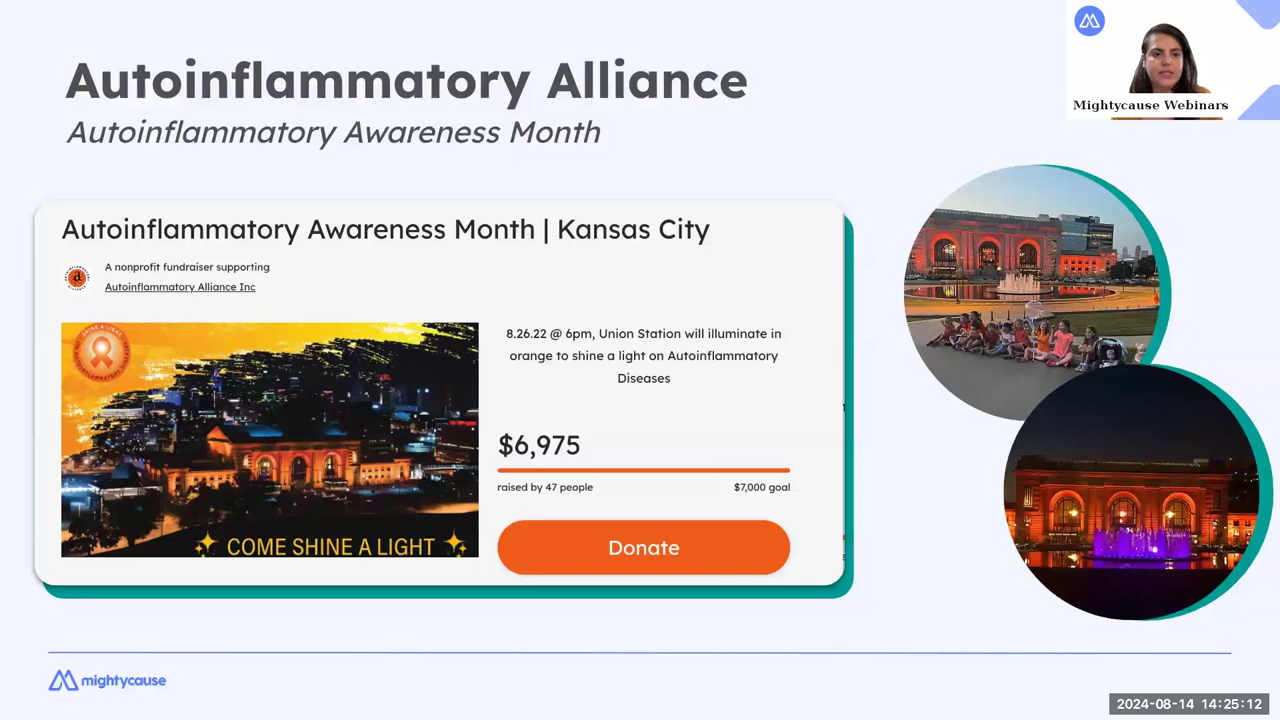 Autoinflammatory Alliance
Autoinflammatory Awareness Month
Mightycause Webinars
Autoinflammatory Awareness Month | Kansas City
A nonprofit fundraiser supporting
Autoinflammatory Alliance Inc
SHINE A LIGHT
COME SHINE A LIGHT
8.26.22 @ 6pm, Union Station will illuminate in
orange to shine a light on Autoinflammatory
Diseases
$6,975
raised by 47 people
$7,000 goal
Donate
mightycause
2024-08-14 14:25:12